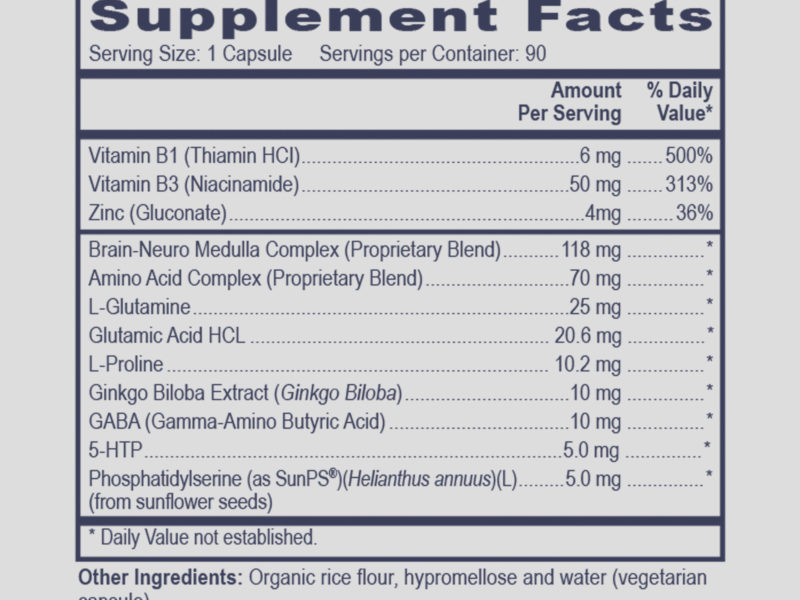 Supplement Facts
Serving Size: 1 Capsule Servings per Container: 90
Amount Per Serving % Daily Value*
Vitamin B1 (Thiamin HCI) 6 mg 500%
Vitamin B3 (Niacinamide) 50 mg 313%
Zinc (Gluconate) 4mg 36%
Brain-Neuro Medulla Complex (Proprietary Blend) 118 mg *
Amino Acid Complex (Proprietary Blend) 70 mg *
L-Glutamine 25 mg *
Glutamic Acid HCL 20.6 mg *
L-Proline 10.2 mg *
Ginkgo Biloba Extract (Ginkgo Biloba) 10 mg *
GABA (Gamma-Amino Butyric Acid) 10 mg *
5-HTP 5.0 mg *
Phosphatidylserine (as SunPS®)(Helianthus annuus)(L) 5.0 mg *
(from sunflower seeds)
* Daily Value not established.
Other Ingredients: Organic rice flour, hypromellose and water (vegetarian
capsule)